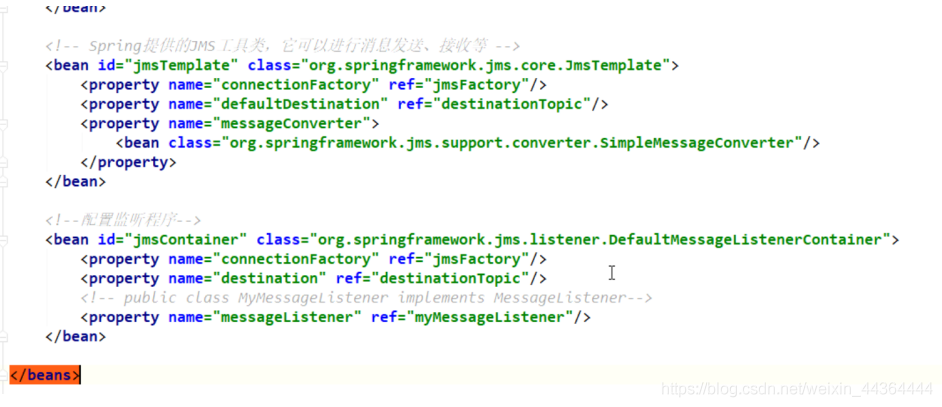 </bean>
<!-- Spring提供的JMS工具类，它可以进行消息发送、接收等 -->
<bean id="jmsTemplate" class="org.springframework.jms.core.JmsTemplate">
<property name="connectionFactory" ref="jmsFactory"/>
<property name="defaultDestination" ref="destinationTopic"/>
<property name="messageConverter">
<bean class="org.springframework.jms.support.converter.SimpleMessageConverter"/>
</property>
</bean>
<!--配置监听程序-->
<bean id="jmsContainer" class="org.springframework.jms.listener.DefaultMessageListenerContainer">
<property name="connectionFactory" ref="jmsFactory"/>
<property name="destination" ref="destinationTopic"/>
<!-- public class MyMessageListener implements MessageListener-->
<property name="messageListener" ref="myMessageListener"/>
</bean>
</beans>
https://blog.csdn.net/weixin_44364444